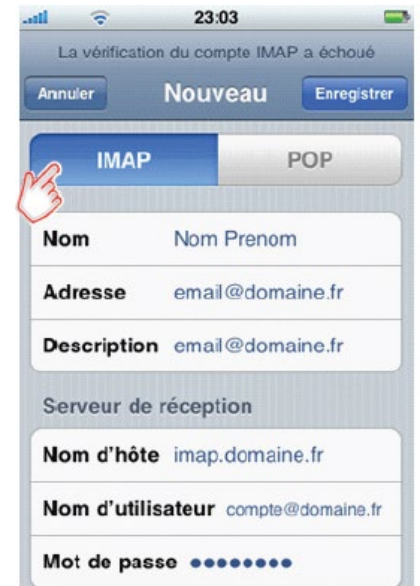 23:03
La vérification du compte IMAP a échoué
Annuler Nouveau Enregistrer
IMAP POP
Nom Nom Prenom
Adresse email@domaine.fr
Description email@domaine.fr
Serveur de réception
Nom d'hôte imap.domaine.fr
Nom d'utilisateur compte@domaine.fr
Mot de passe ●●●●●●●●